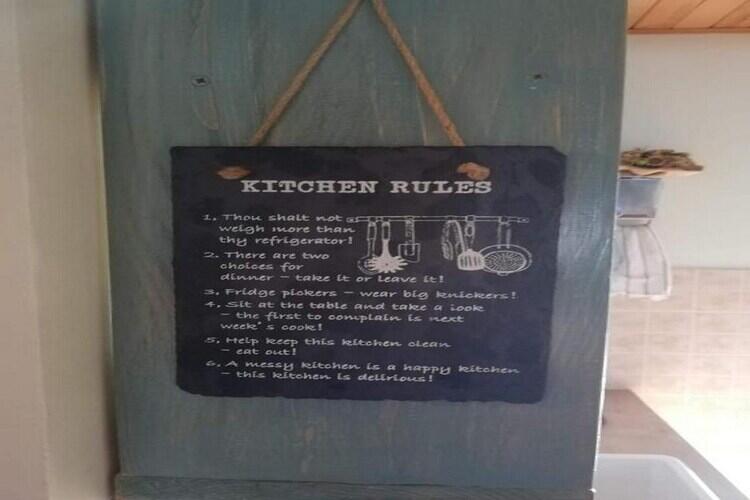 KITCHEN RULES
1. Thou shalt not
weigh more than
thy refrigerator!
2. There are two
choices for
dinner – take it or leave it!
3. Fridge pickers – wear big knickers!
4. Sit at the table and take a look
– the first to complain is next
week's cook!
5. Help keep this kitchen clean
– eat out!
6. A messy kitchen is a happy kitchen
– this kitchen is delirious!